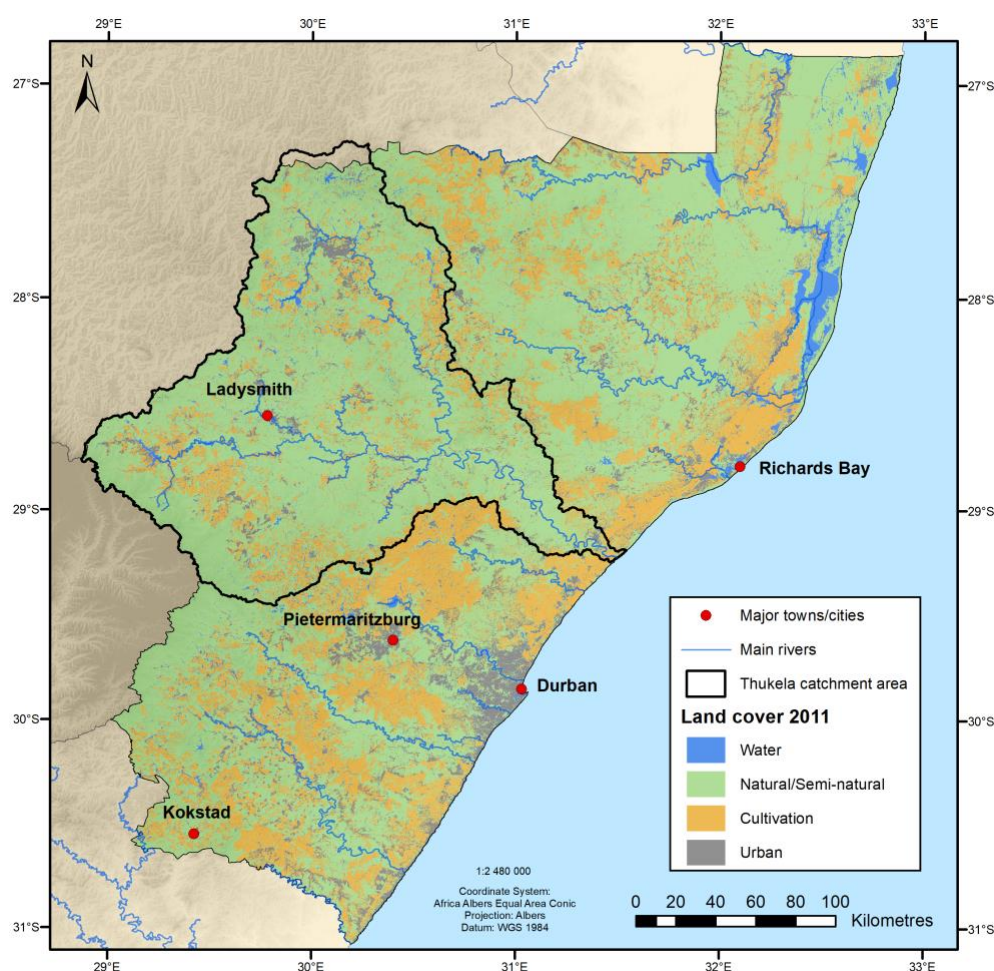 29°E 30°E 31°E 32°E 33°E
N
27°S 27°S
28°S 28°S
Ladysmith
Richards Bay
29°S 29°S
Pietermaritzburg
Durban
30°S 30°S
Kokstad
31°S 31°S
Major towns/cities
Main rivers
Thukela catchment area
Land cover 2011
Water
Natural/Semi-natural
Cultivation
Urban
1:2 480 000
Coordinate System:
Africa Albers Equal Area Conic
Projection: Albers
Datum: WGS 1984
0 20 40 60 80 100
Kilometres
29°E 30°E 31°E 32°E 33°E